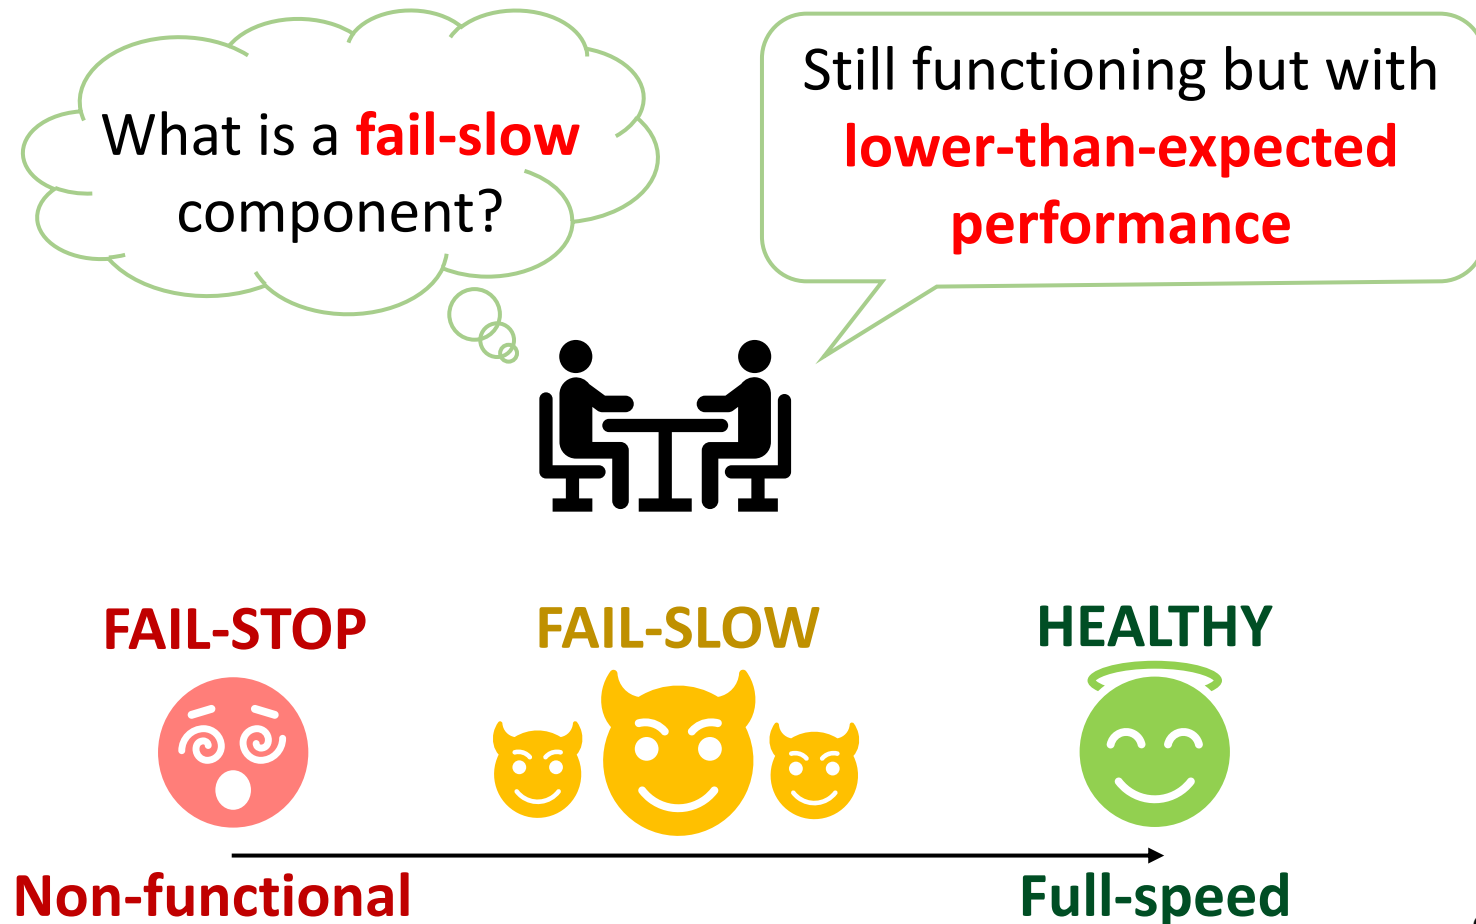 What is a fail-slow
component?
Still functioning but with
lower-than-expected
performance
FAIL-STOP
FAIL-SLOW
HEALTHY
Non-functional
Full-speed